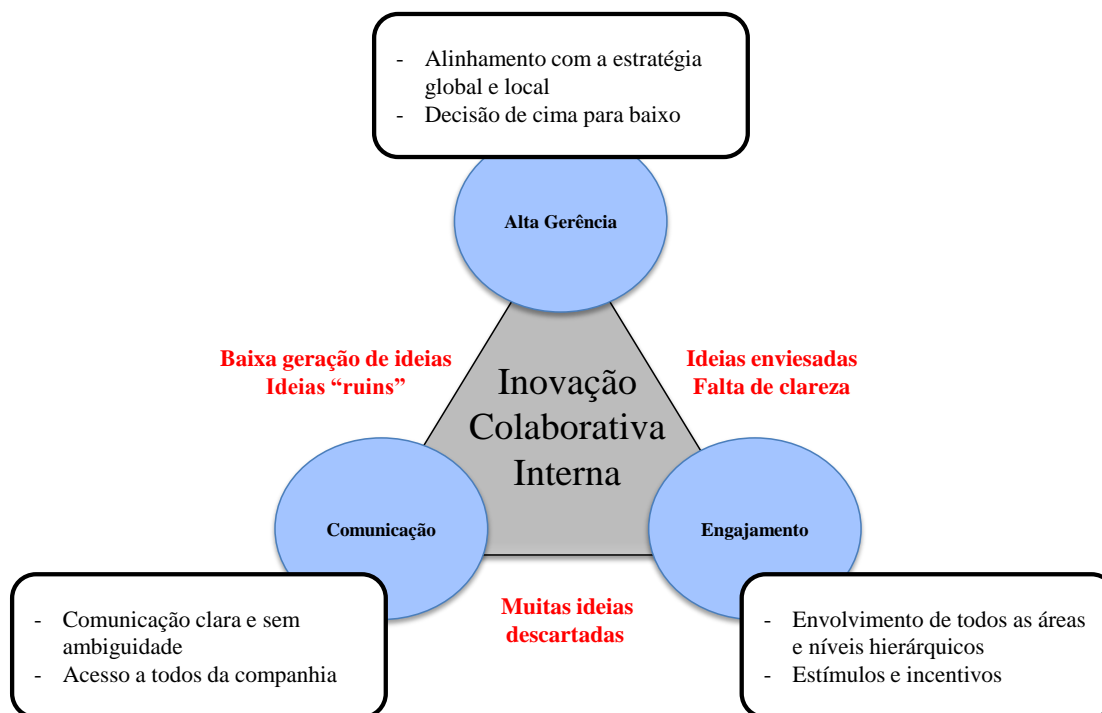 - Alinhamento com a estratégia
global e local
- Decisão de cima para baixo
Alta Gerência
Baixa geração de ideias
Ideias “ruins”
Ideias enviesadas
Falta de clareza
Inovação
Colaborativa
Interna
Comunicação
Engajamento
Muitas ideias
descartadas
- Comunicação clara e sem
ambiguidade
- Acesso a todos da companhia
- Envolvimento de todos as áreas
e níveis hierárquicos
- Estímulos e incentivos